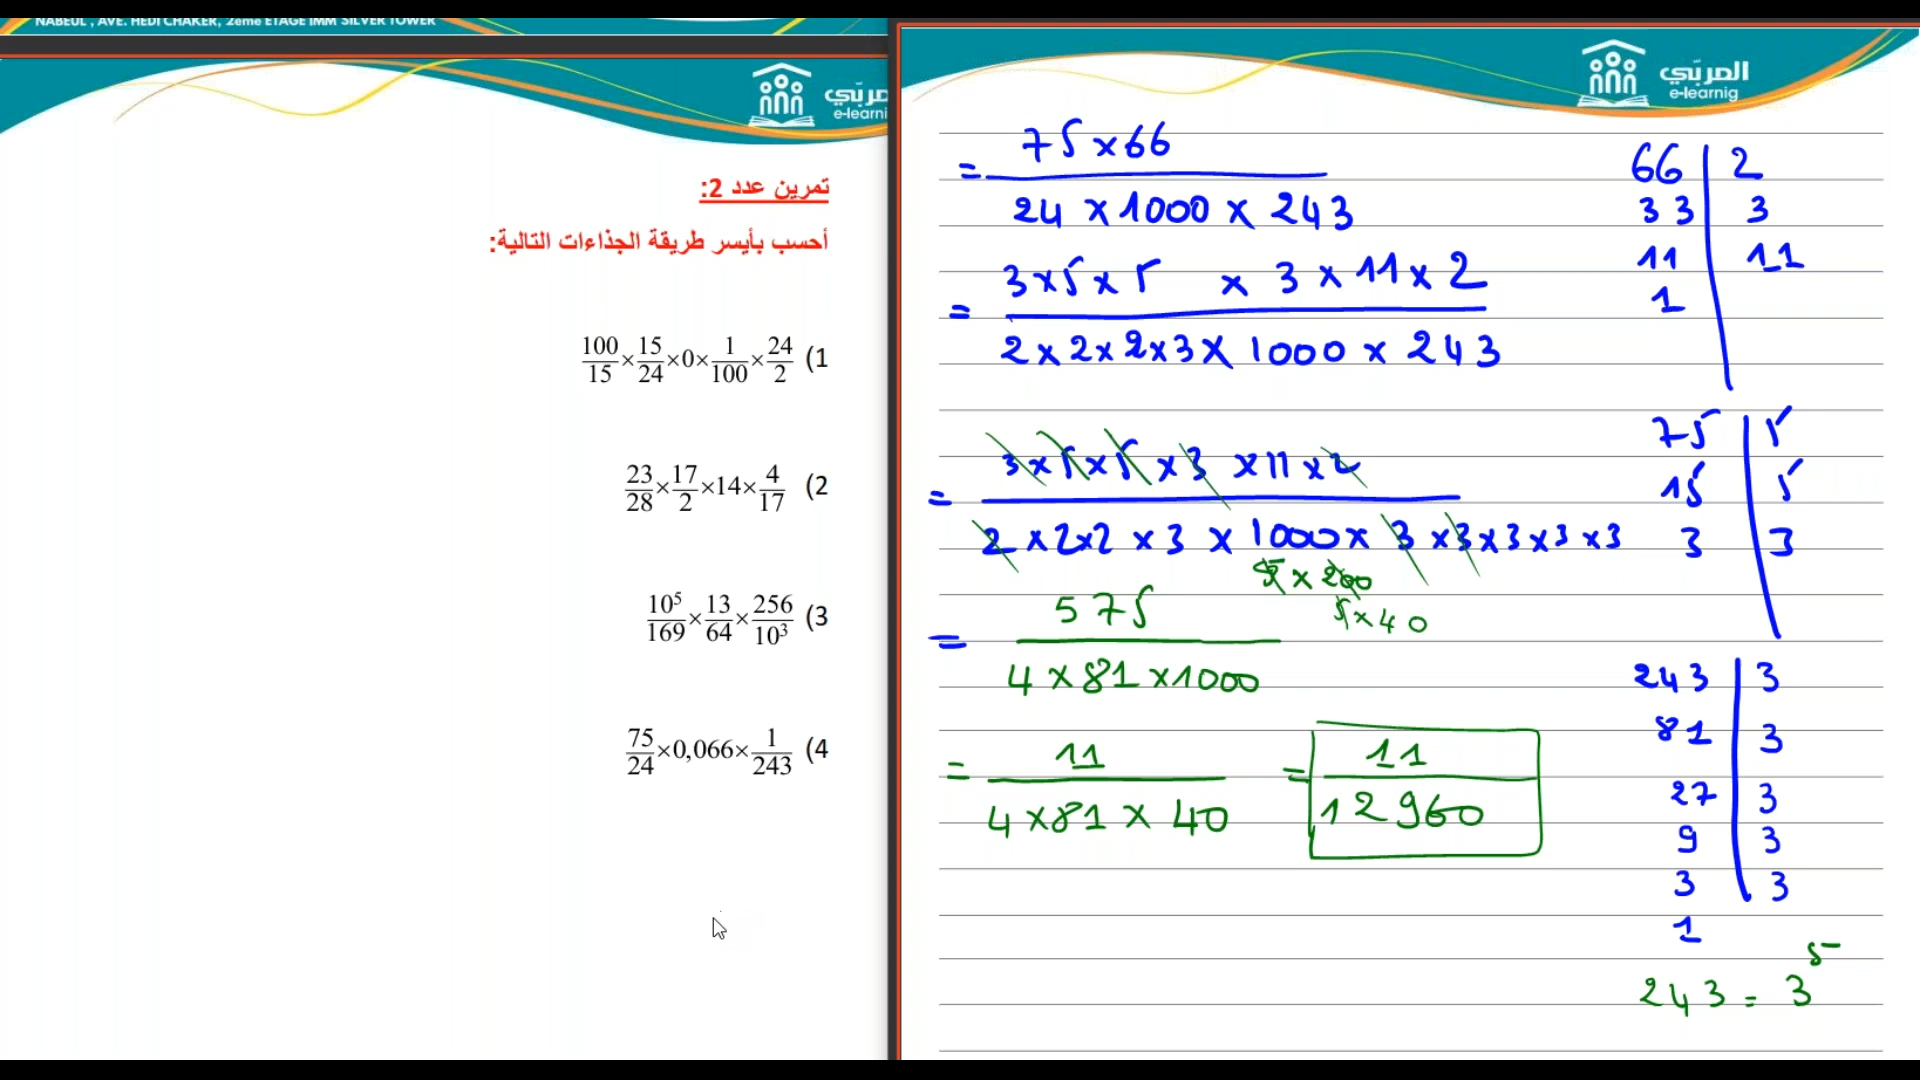 NABEUL , AVE. HEDI CHAKER, 2eme ETAGE IMM SILVER TOWER
المربّي
e-learni
تمرين عدد 2:
أحسب بأيسر طريقة الجذاءات التالية:
100/15 × 15/24 × 0 × 1/100 × 24/2 (1
23/28 × 17/2 × 14 × 4/17 (2
10⁵/169 × 13/64 × 256/10³ (3
75/24 × 0,066 × 1/243 (4
المربّي
e-learnig
= 75 × 66 / 24 × 1000 × 243
= 3 × 5 × 5 × 3 × 11 × 2 / 2 × 2 × 2 × 3 × 1000 × 243
= 3 × 5 × 5 × 3 × 11 × 2 / 2 × 2 × 2 × 3 × 1000 × 3 × 3 × 3 × 3 × 3
5 × 200
5 × 40
= 575 / 4 × 81 × 1000
= 11 / 4 × 81 × 40 = 11 / 12960
66 | 2
33 | 3
11 | 11
1
75 | 5
15 | 5
3 | 3
243 | 3
81 | 3
27 | 3
9 | 3
3 | 3
1
243 = 3⁵